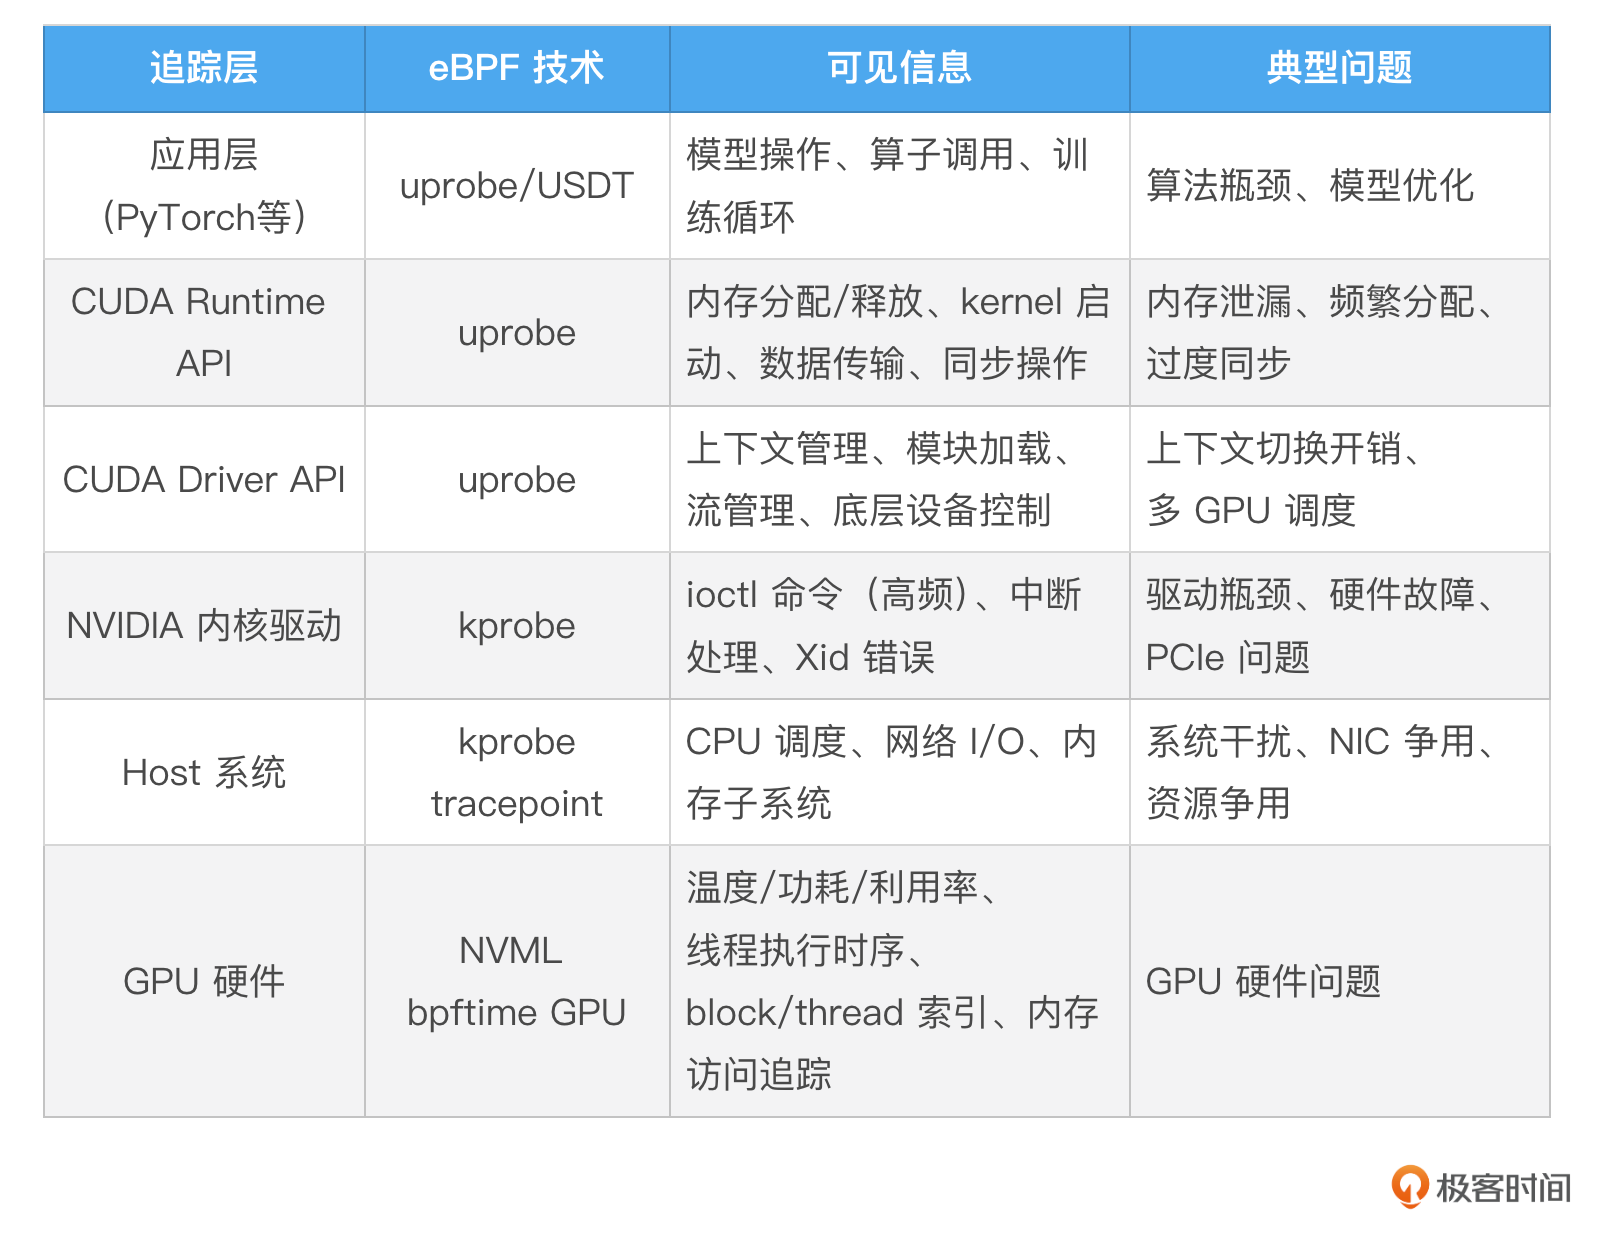 追踪层
eBPF 技术
可见信息
典型问题
应用层
(PyTorch等)
uprobe/USDT
模型操作、算子调用、训
练循环
算法瓶颈、模型优化
CUDA Runtime
API
uprobe
内存分配/释放、kernel 启
动、数据传输、同步操作
内存泄漏、频繁分配、
过度同步
CUDA Driver API
uprobe
上下文管理、模块加载、
流管理、底层设备控制
上下文切换开销、
多 GPU 调度
NVIDIA 内核驱动
kprobe
ioctl 命令（高频）、中断
处理、Xid 错误
驱动瓶颈、硬件故障、
PCIe 问题
Host 系统
kprobe
tracepoint
CPU 调度、网络 I/O、内
存子系统
系统干扰、NIC 争用、
资源争用
GPU 硬件
NVML
bpftime GPU
温度/功耗/利用率、
线程执行时序、
block/thread 索引、内存
访问追踪
GPU 硬件问题
极客时间